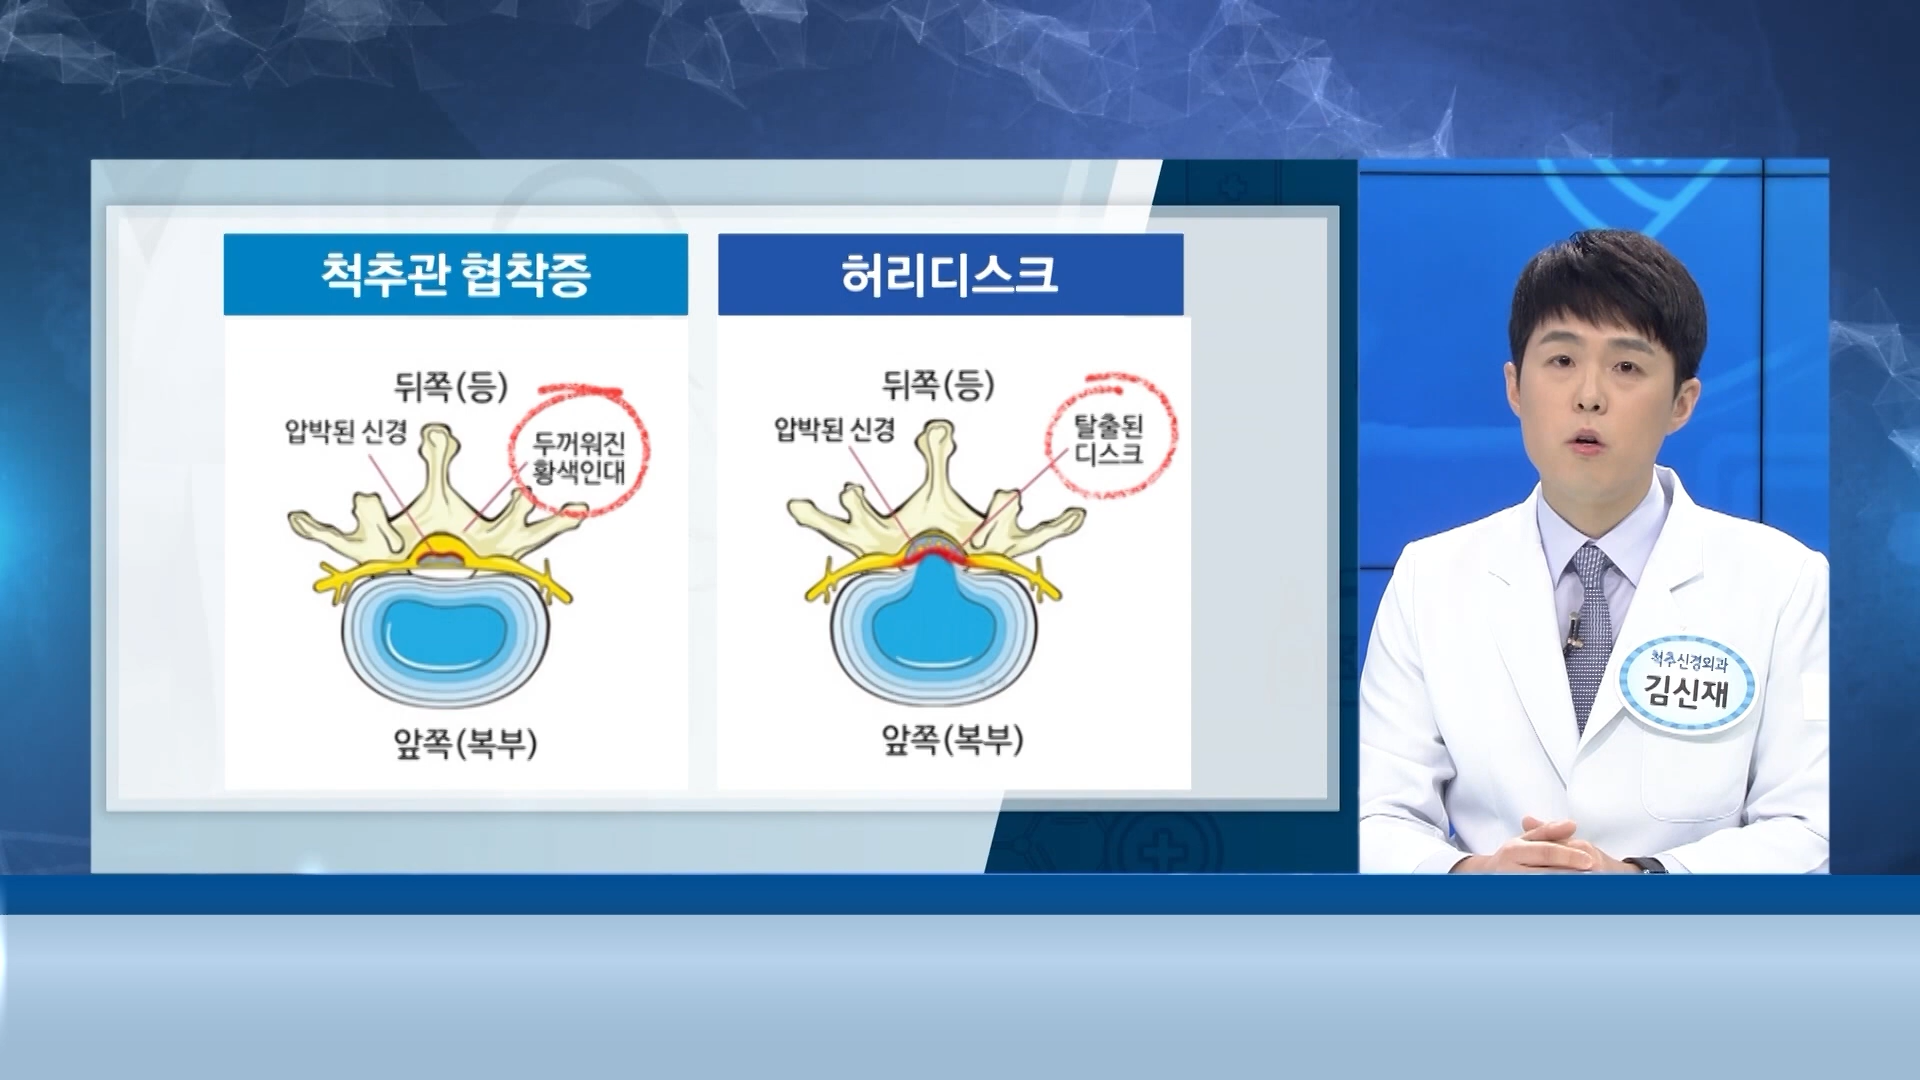 척추관 협착증
뒤쪽(등)
압박된 신경
두꺼워진
황색인대
앞쪽(복부)
허리디스크
뒤쪽(등)
압박된 신경
탈출된
디스크
앞쪽(복부)
척추신경외과
김신재